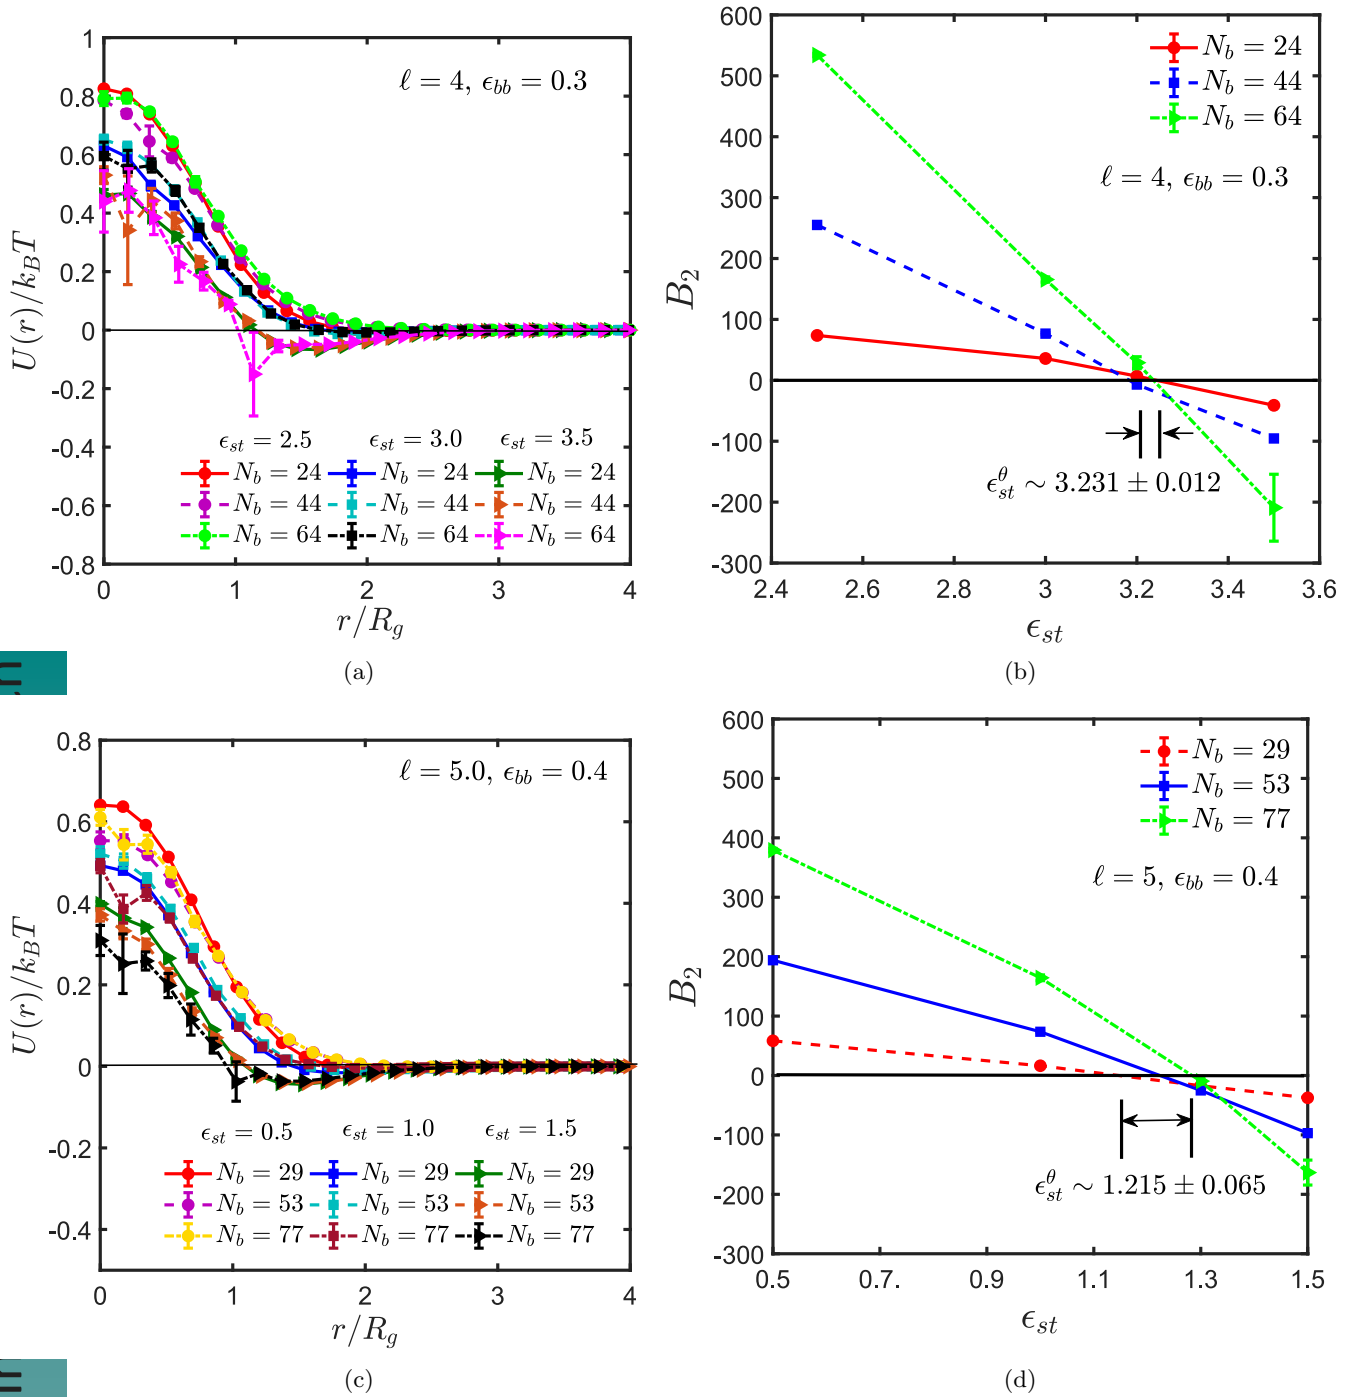 1
0.8
0.6
0.4
0.2
0
-0.2
-0.4
-0.6
-0.8
U(r)/k_BT
ℓ = 4, ϵ_bb = 0.3
ϵ_st = 2.5 ϵ_st = 3.0 ϵ_st = 3.5
N_b = 24 N_b = 24 N_b = 24
N_b = 44 N_b = 44 N_b = 44
N_b = 64 N_b = 64 N_b = 64
0 1 2 3 4
r/R_g
(a)
600
500
400
300
200
100
0
-100
-200
-300
B_2
N_b = 24
N_b = 44
N_b = 64
ℓ = 4, ϵ_bb = 0.3
ϵ_st^θ ~ 3.231 ± 0.012
2.4 2.6 2.8 3 3.2 3.4 3.6
ϵ_st
(b)
0.8
0.6
0.4
0.2
0
-0.2
-0.4
U(r)/k_BT
ℓ = 5.0, ϵ_bb = 0.4
ϵ_st = 0.5 ϵ_st = 1.0 ϵ_st = 1.5
N_b = 29 N_b = 29 N_b = 29
N_b = 53 N_b = 53 N_b = 53
N_b = 77 N_b = 77 N_b = 77
0 1 2 3 4
r/R_g
(c)
600
500
400
300
200
100
0
-100
-200
-300
B_2
N_b = 29
N_b = 53
N_b = 77
ℓ = 5, ϵ_bb = 0.4
ϵ_st^θ ~ 1.215 ± 0.065
0.5 0.7. 0.9 1.1 1.3 1.5
ϵ_st
(d)